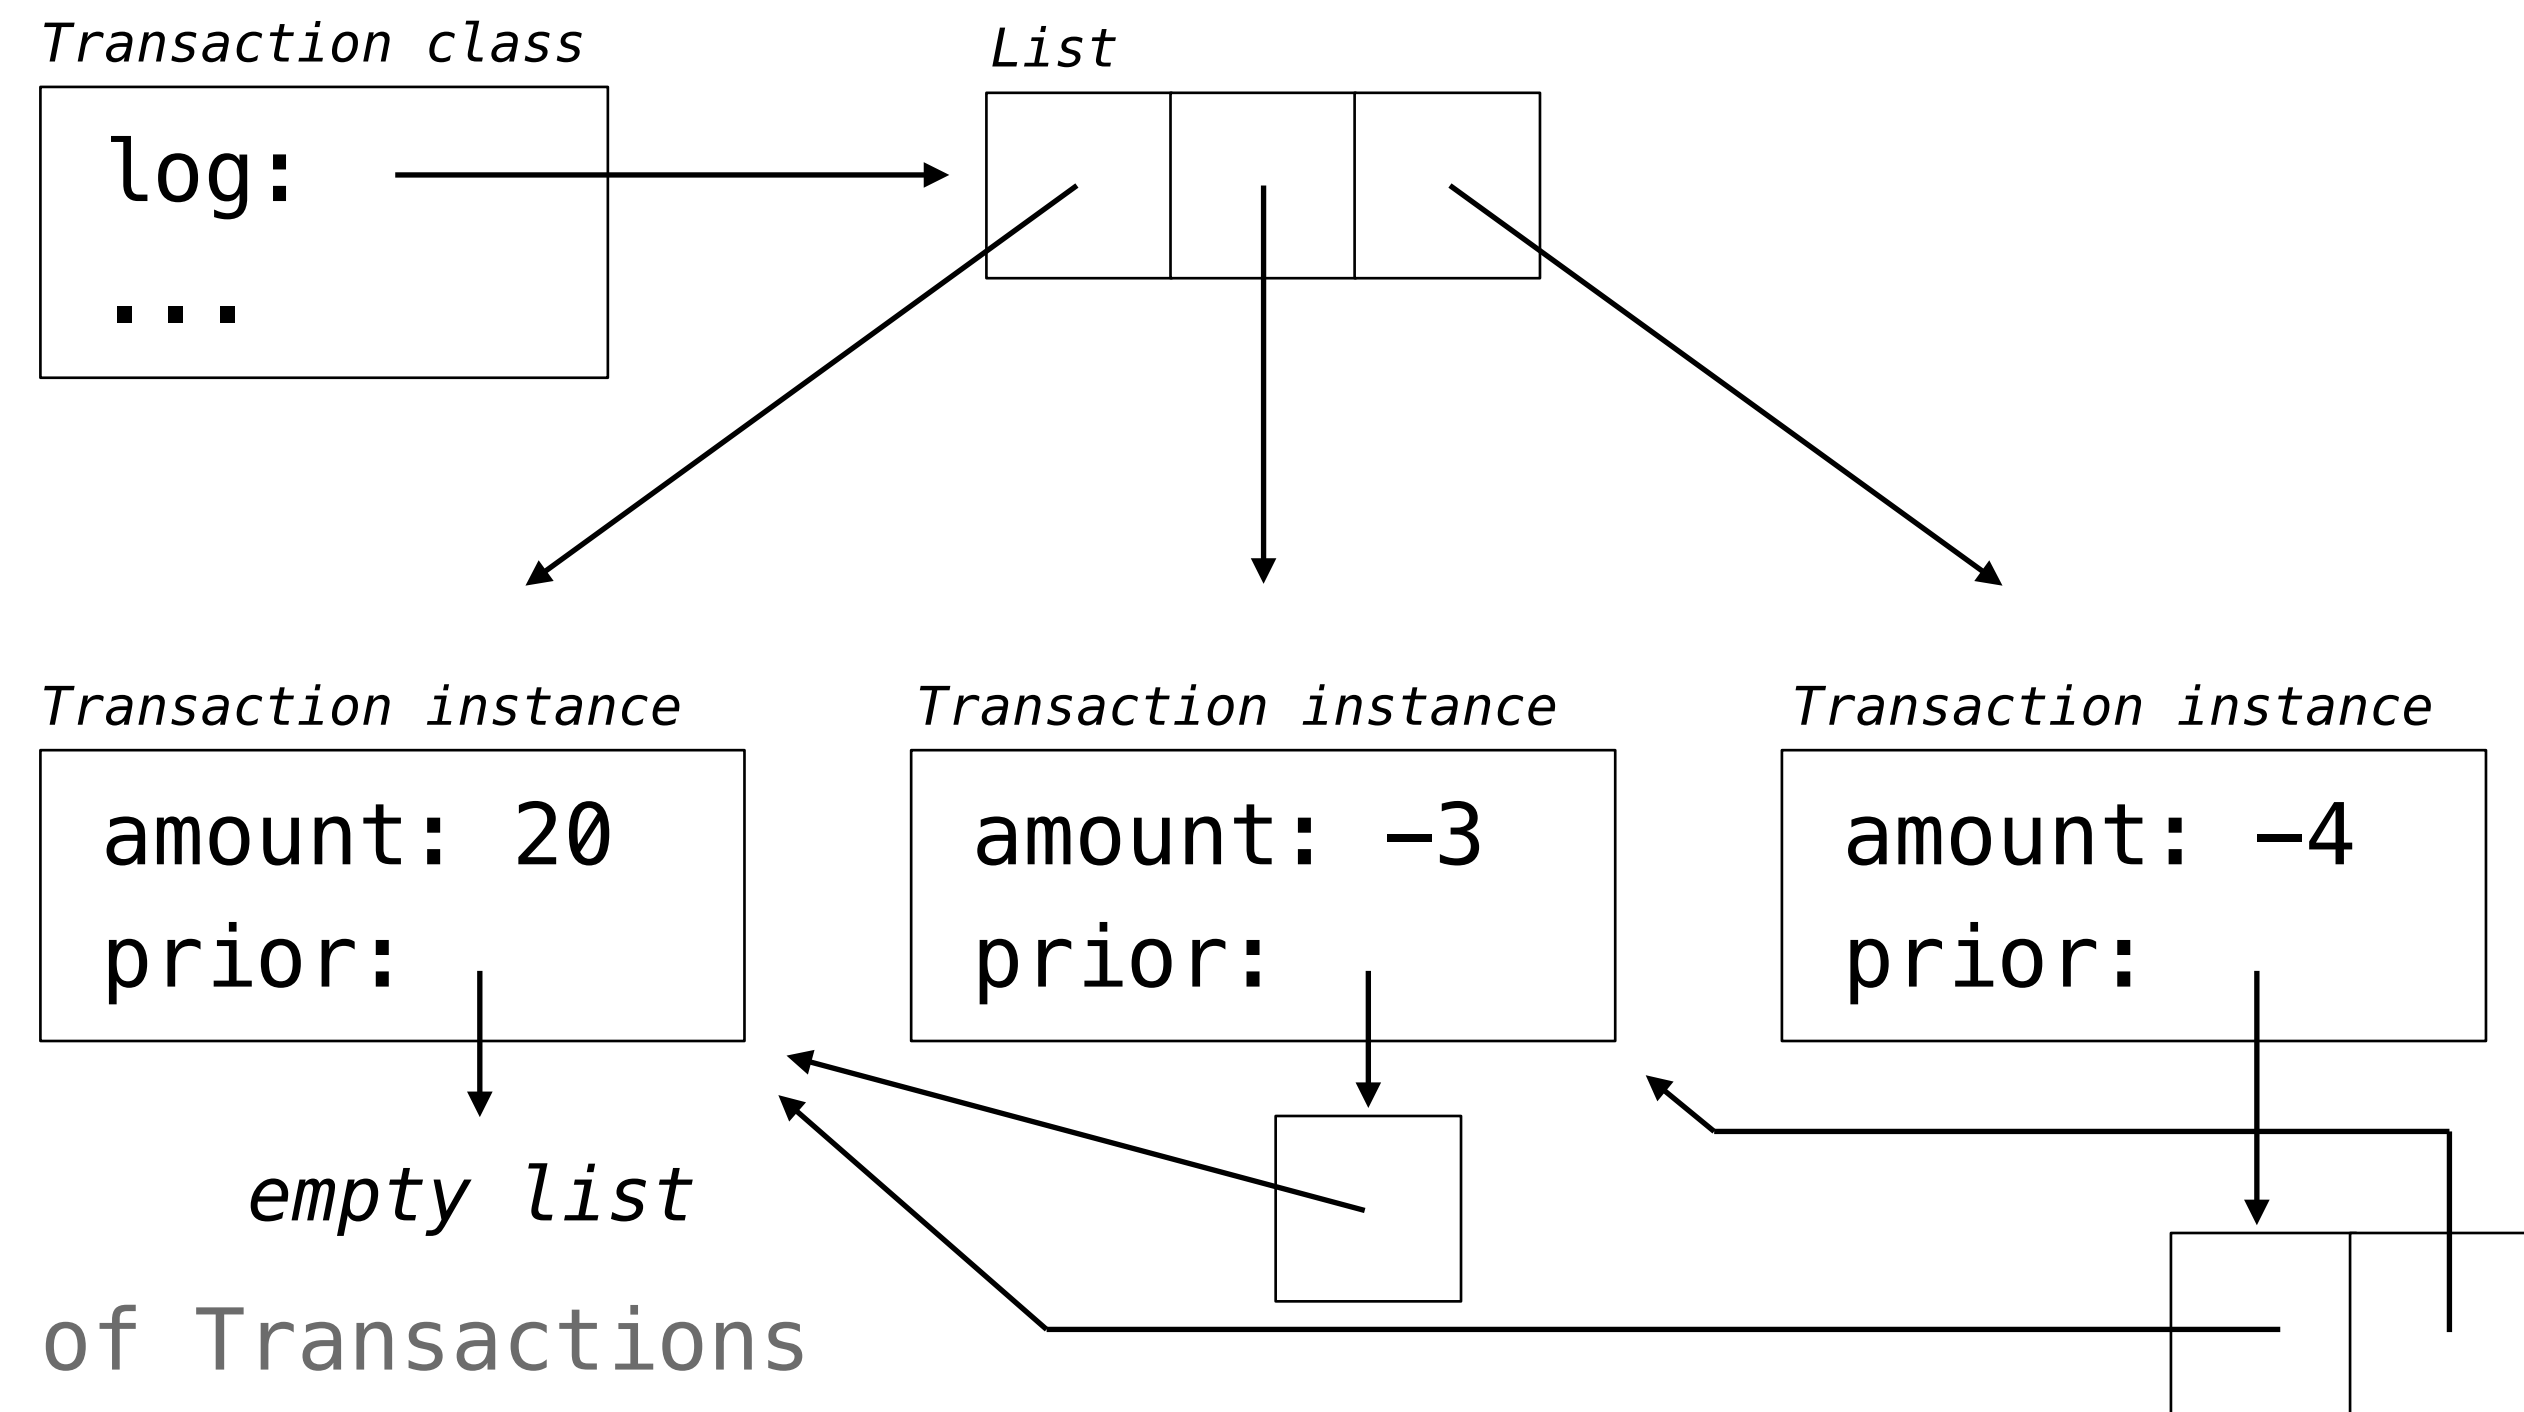 Transaction class
List
log:
...
Transaction instance
Transaction instance
Transaction instance
amount: 20
prior:
amount: −3
prior:
amount: −4
prior:
empty list
of Transactions